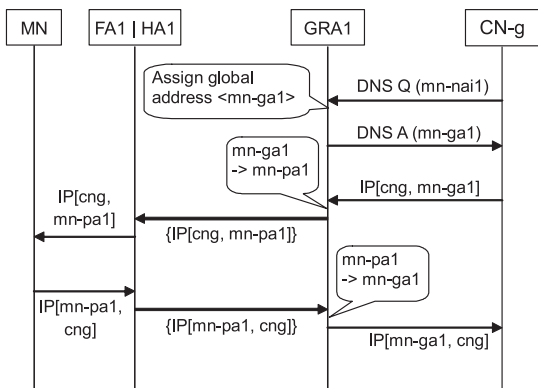 MN
FA1 | HA1
GRA1
CN-g
Assign global
address <mn-ga1>
DNS Q (mn-nai1)
DNS A (mn-ga1)
mn-ga1
-> mn-pa1
IP[cng, mn-ga1]
IP[cng,
mn-pa1]
{IP[cng, mn-pa1]}
mn-pa1
-> mn-ga1
IP[mn-pa1,
cng]
{IP[mn-pa1, cng]}
IP[mn-ga1, cng]